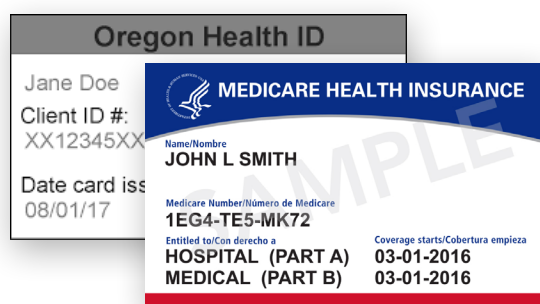 Oregon Health ID
Jane Doe
Client ID #:
XX12345XX
Date card iss
08/01/17
MEDICARE HEALTH INSURANCE
SAMPLE
Name/Nombre
JOHN L SMITH
Medicare Number/Número de Medicare
1EG4-TE5-MK72
Entitled to/Con derecho a Coverage starts/Cobertura empieza
HOSPITAL (PART A) 03-01-2016
MEDICAL (PART B) 03-01-2016